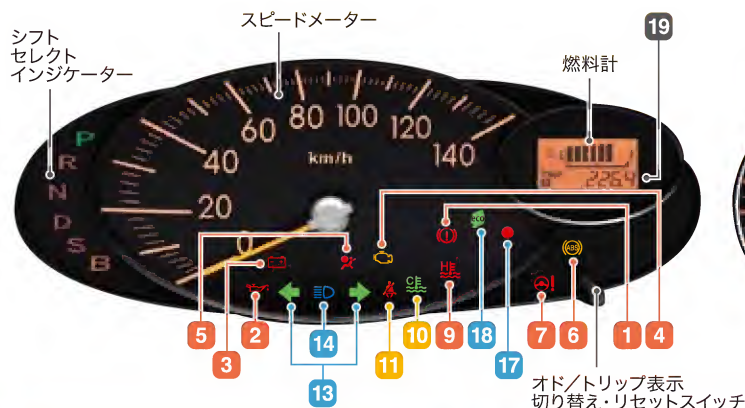 スピードメーター
シフト
セレクト
インジケーター
燃料計
19
P
R
N
D
S
B
0
20
40
60
80
100
120
140
km/h
226.4
eco
ABS
C
H
5
3
2
14
13
11
10
9
18
17
7
6
1
4
オド/トリップ表示
切り替え・リセットスイッチ